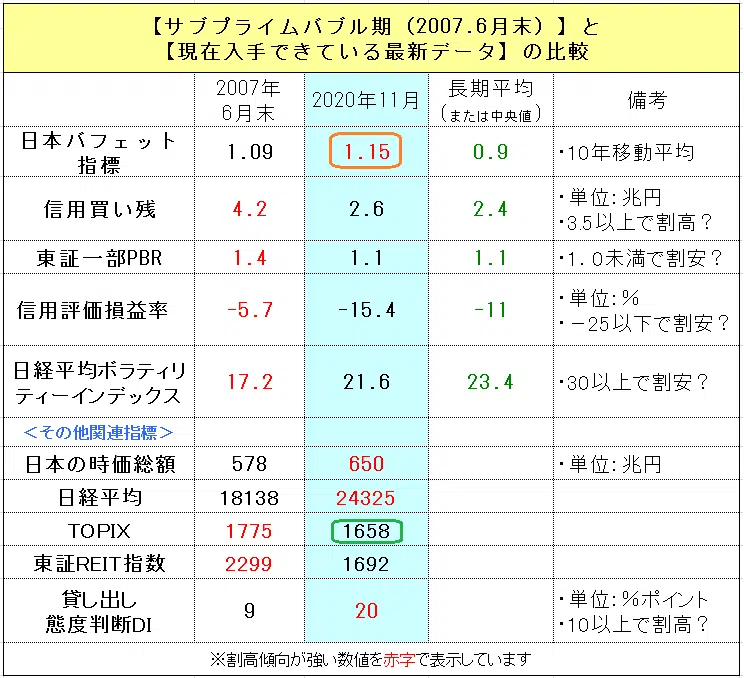 【サブプライムバブル期（2007.6月末）】と
【現在入手できている最新データ】の比較
2007年
6月末
2020年11月
長期平均
（または中央値）
備考
日本バフェット
指標
1.09
1.15
0.9
・10年移動平均
信用買い残
4.2
2.6
2.4
・単位：兆円
・3.5以上で割高？
東証一部PBR
1.4
1.1
1.1
・1．0未満で割安？
信用評価損益率
-5.7
-15.4
-11
・単位：％
・－25以下で割安？
日経平均ボラティリ
ティーインデックス
17.2
21.6
23.4
・30以上で割安？
＜その他関連指標＞
日本の時価総額
578
650
・単位：兆円
日経平均
18138
24325
TOPIX
1775
1658
東証REIT指数
2299
1692
貸し出し
態度判断DI
9
20
・単位：％ポイント
・10以上で割高？
※割高傾向が強い数値を赤字で表示しています